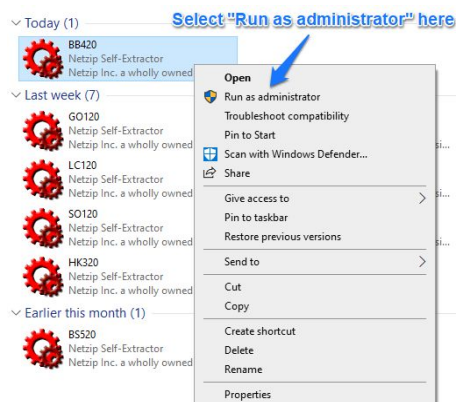 Today (1)
Select "Run as administrator" here
BB420
Netzip Self-Extractor
Netzip Inc. a wholly owned
Last week (7)
GO120
Netzip Self-Extractor
Netzip Inc. a wholly owned
LC120
Netzip Self-Extractor
Netzip Inc. a wholly owned
SO120
Netzip Self-Extractor
Netzip Inc. a wholly owned
HK320
Netzip Self-Extractor
Netzip Inc. a wholly owned
Earlier this month (1)
BS520
Netzip Self-Extractor
Netzip Inc. a wholly owned
Open
Run as administrator
Troubleshoot compatibility
Pin to Start
Scan with Windows Defender...
Share
Give access to
Pin to taskbar
Restore previous versions
Send to
Cut
Copy
Create shortcut
Delete
Rename
Properties